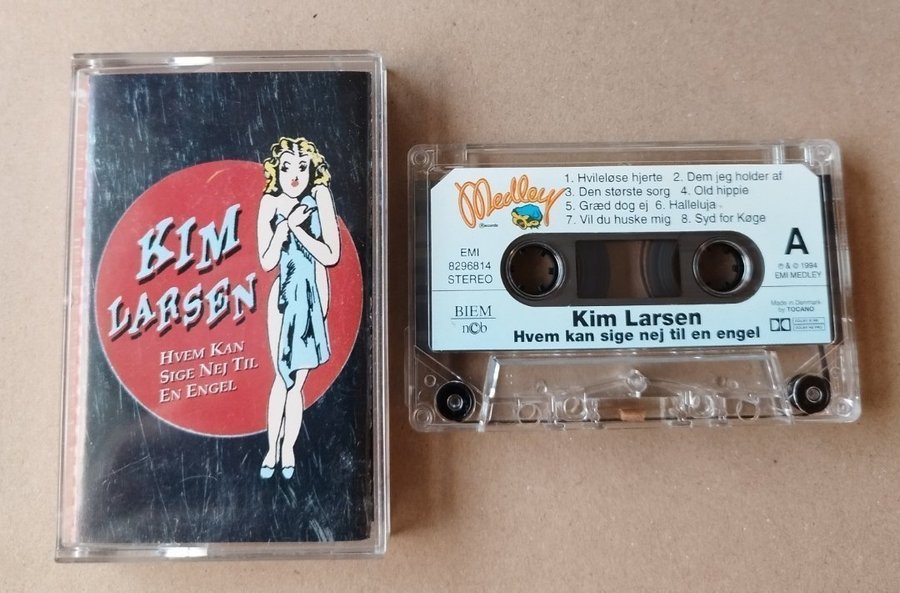 KIM
LARSEN
HVEM KAN
SIGE NEJ TIL
EN ENGEL
Medley
Records
1. Hvileløse hjerte 2. Dem jeg holder af
3. Den største sorg 4. Old hippie
5. Græd dog ej 6. Halleluja
7. Vil du huske mig 8. Syd for Køge
EMI
8296814
STEREO
A
℗ & © 1994
EMI MEDLEY
BIEM
n©b
Made in Denmark
by TOCANO
Kim Larsen
Hvem kan sige nej til en engel